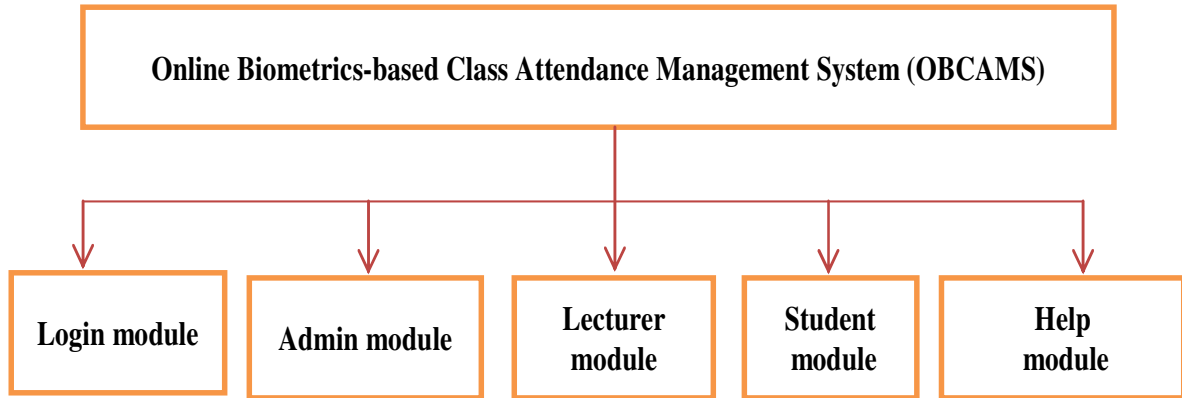 Online Biometrics-based Class Attendance Management System (OBCAMS)
Login module
Admin module
Lecturer
module
Student
module
Help
module